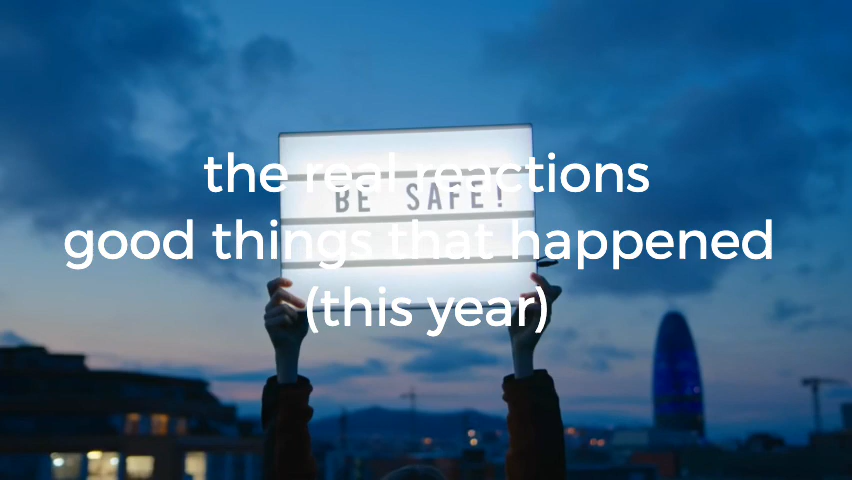 the real reactions
BE SAFE!
good things that happened
(this year)